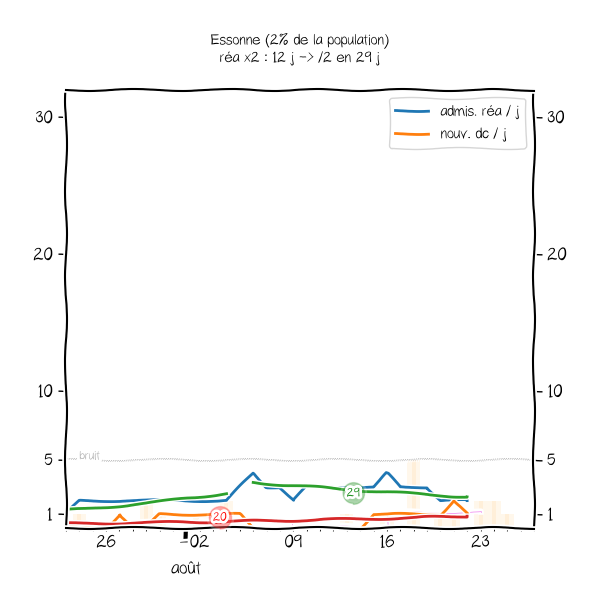 Essonne (2% de la population)
réa x2 : 12 j -> /2 en 29 j
admis. réa / j
nouv. dc / j
30
30
20
20
10
10
5
bruit
5
29
1
20
1
26
02
09
16
23
août